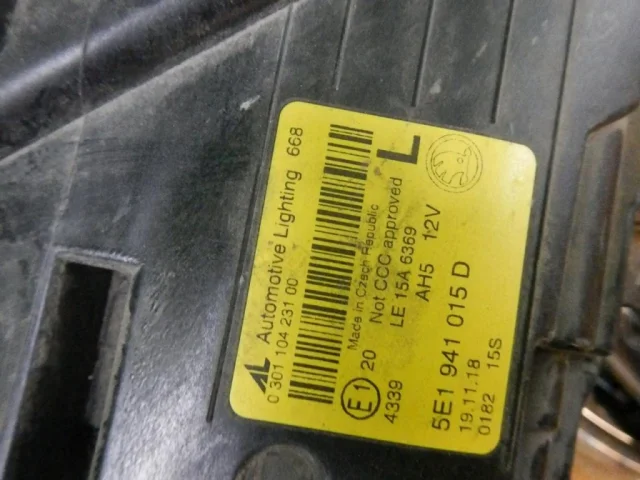 AL Automotive Lighting 668
0 301 104 231 00
Made in Czech Republic
E1 20 Not CCC-approved L
4339 LE 15A 6369
AH5 12V
5E1 941 015 D
19.11.18
0182 15S